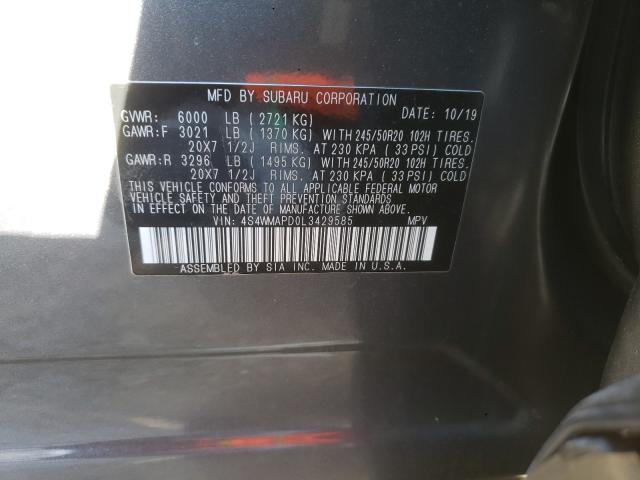 MFD BY SUBARU CORPORATION
GVWR: 6000 LB ( 2721 KG) DATE: 10/19
GAWR:F 3021 LB ( 1370 KG) WITH 245/50R20 102H TIRES.
20X7 1/2J RIMS. AT 230 KPA ( 33 PSI) COLD
GAWR:R 3296 LB ( 1495 KG) WITH 245/50R20 102H TIRES.
20X7 1/2J RIMS. AT 230 KPA ( 33 PSI) COLD
THIS VEHICLE CONFORMS TO ALL APPLICABLE FEDERAL MOTOR
VEHICLE SAFETY AND THEFT PREVENTION STANDARDS
IN EFFECT ON THE DATE OF MANUFACTURE SHOWN ABOVE.
VIN: 4S4WMAPD0L3429585 MPV
ASSEMBLED BY SIA INC. MADE IN U.S.A.